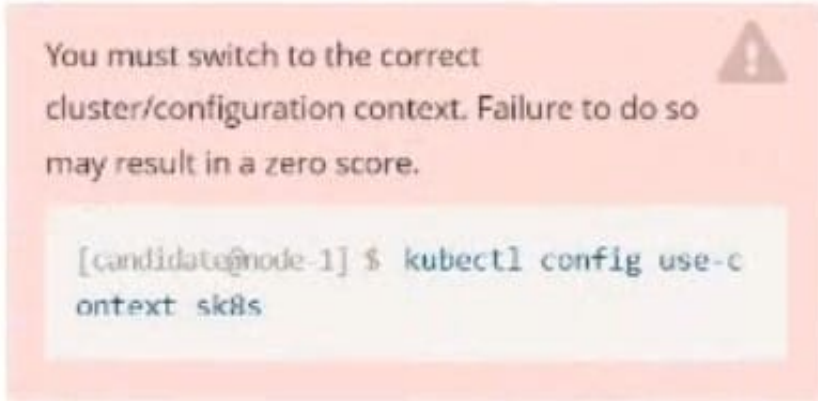 You must switch to the correct
cluster/configuration context. Failure to do so
may result in a zero score.
[candidate@node-1] $ kubectl config use-c
ontext sk8s